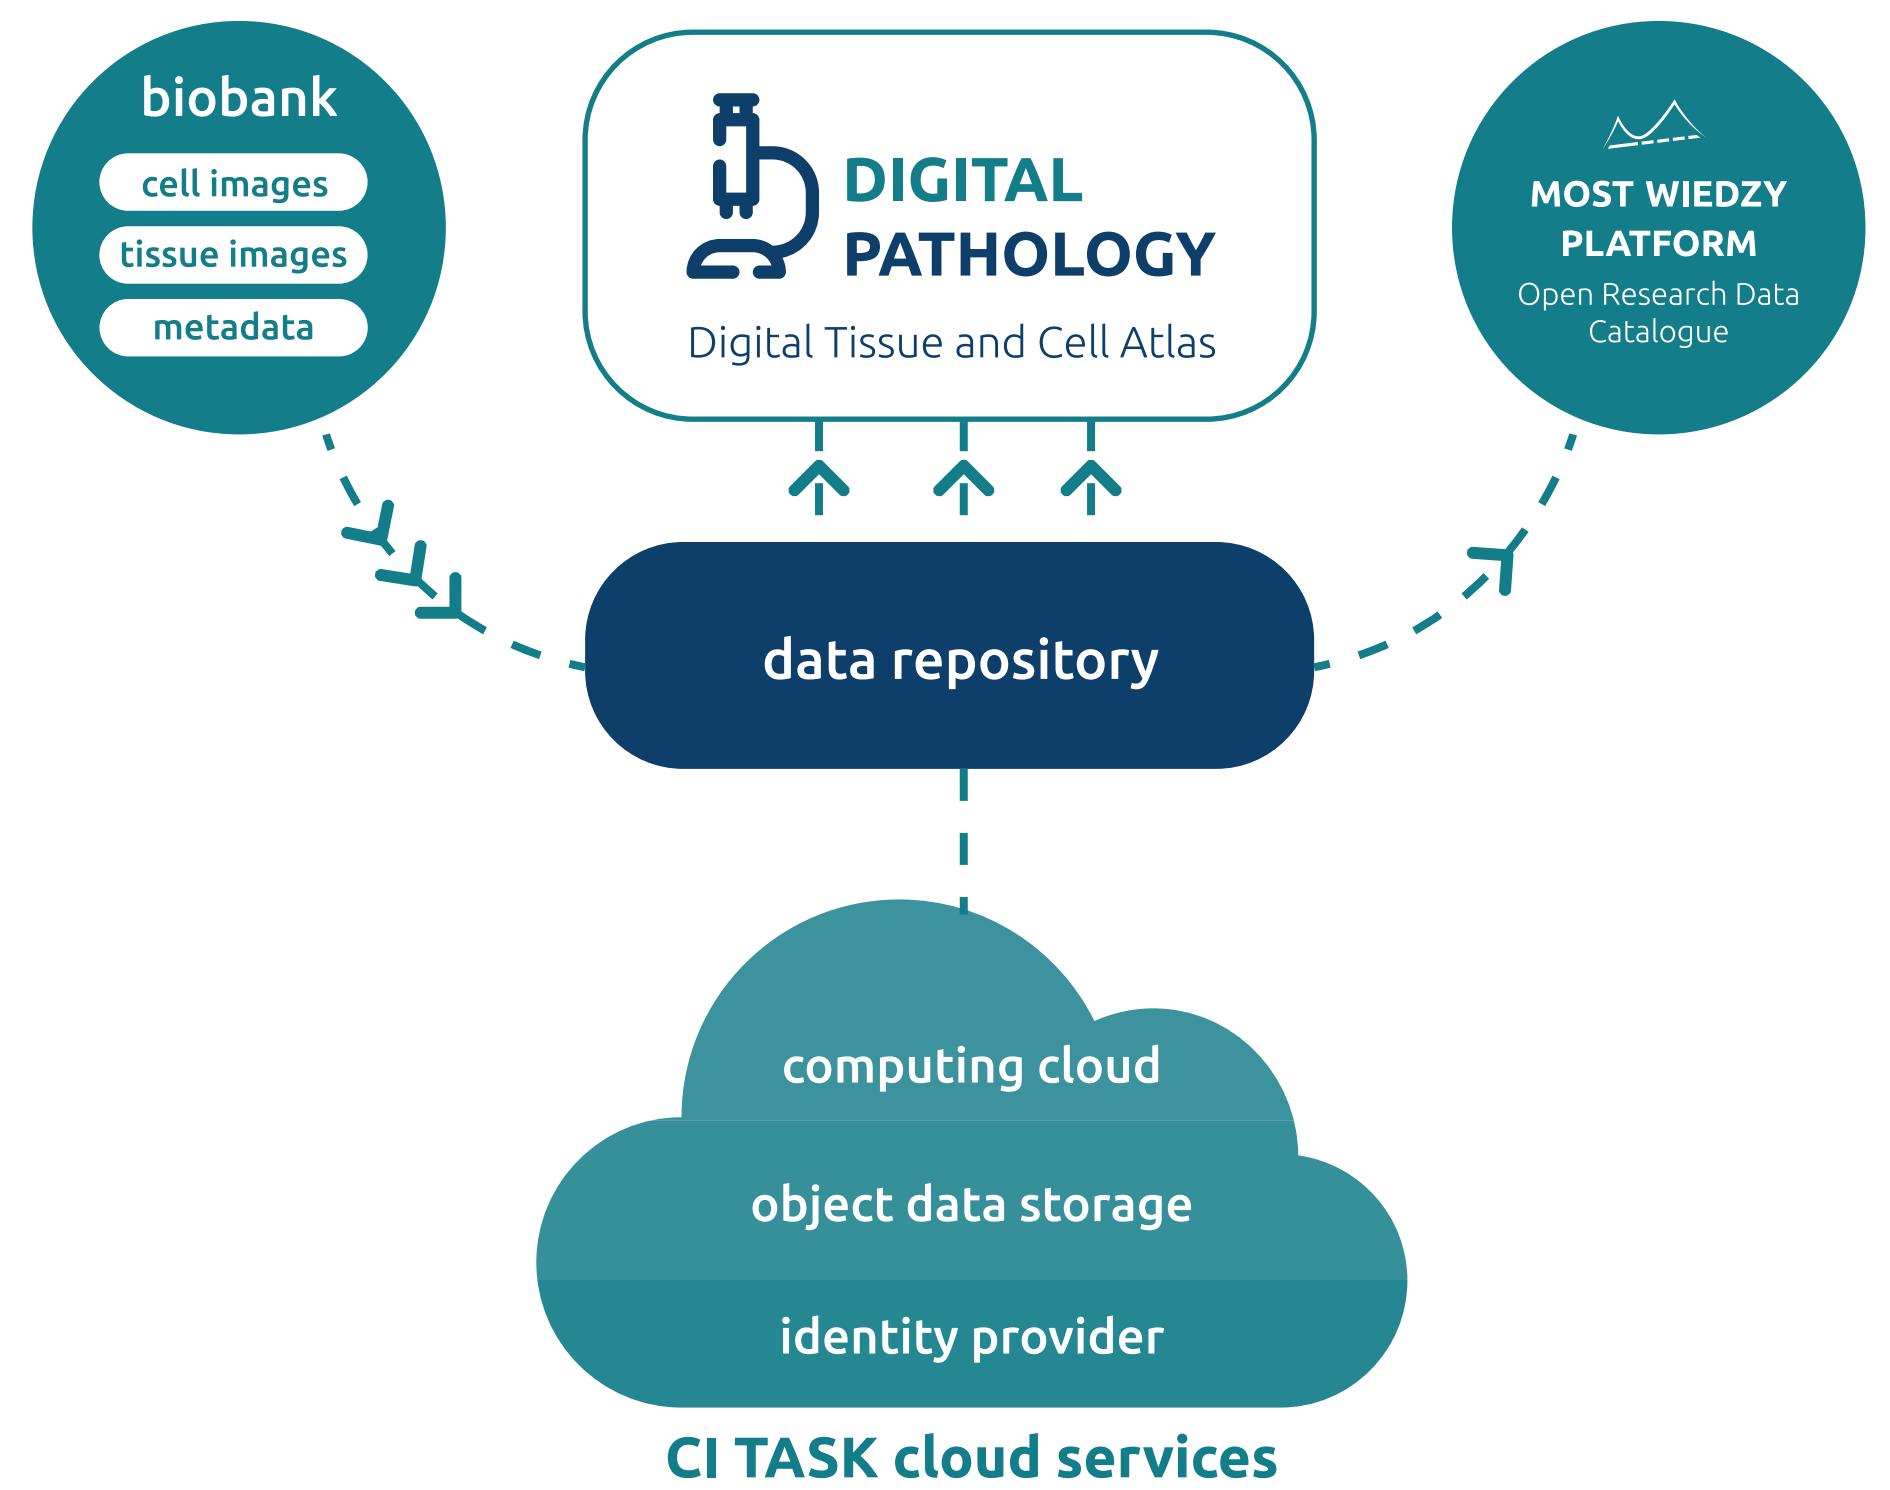 biobank
cell images
tissue images
metadata
DIGITAL
PATHOLOGY
Digital Tissue and Cell Atlas
MOST WIEDZY
PLATFORM
Open Research Data
Catalogue
data repository
computing cloud
object data storage
identity provider
CI TASK cloud services